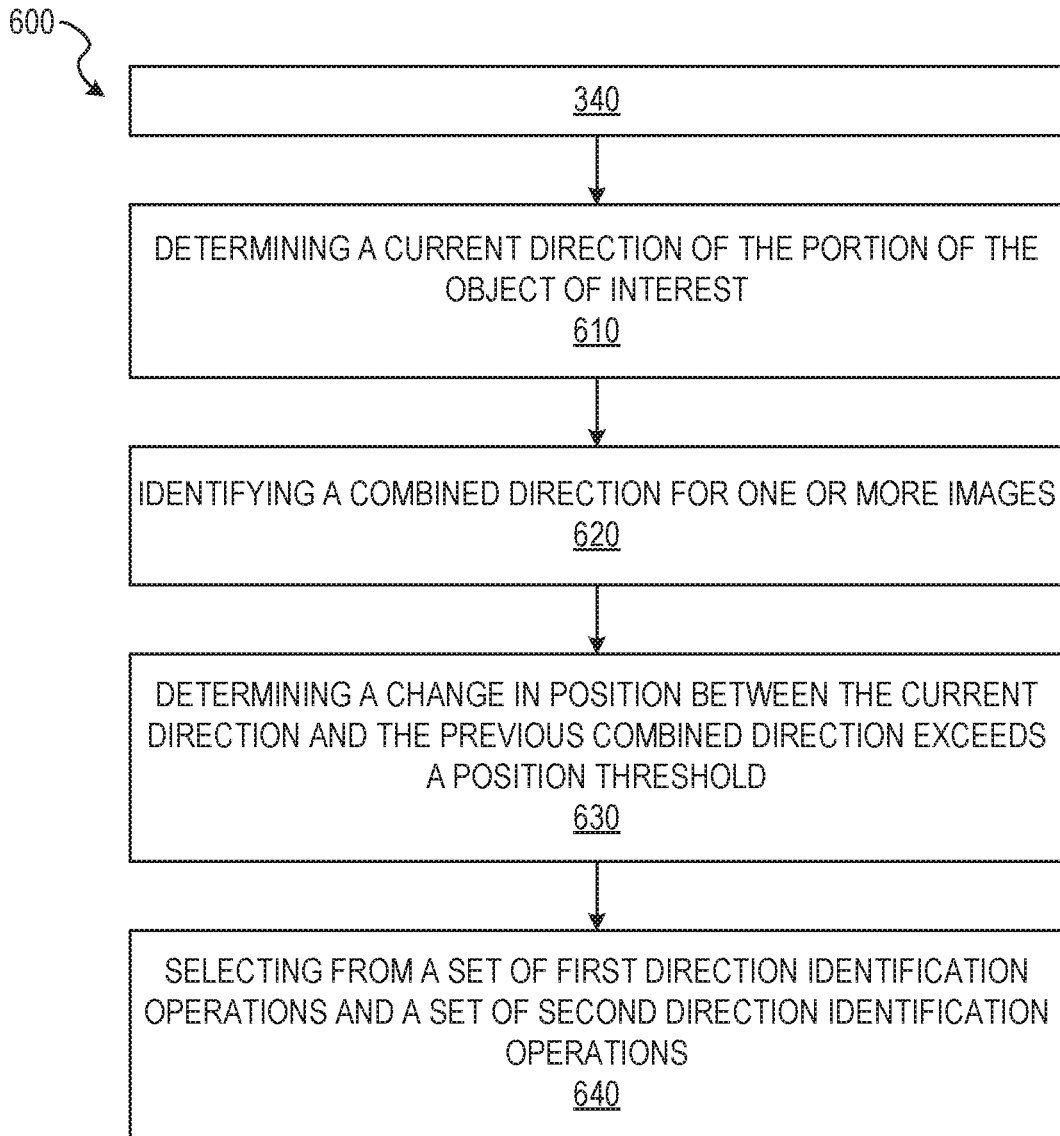 600
340
DETERMINING A CURRENT DIRECTION OF THE PORTION OF THE
OBJECT OF INTEREST
610
IDENTIFYING A COMBINED DIRECTION FOR ONE OR MORE IMAGES
620
DETERMINING A CHANGE IN POSITION BETWEEN THE CURRENT
DIRECTION AND THE PREVIOUS COMBINED DIRECTION EXCEEDS
A POSITION THRESHOLD
630
SELECTING FROM A SET OF FIRST DIRECTION IDENTIFICATION
OPERATIONS AND A SET OF SECOND DIRECTION IDENTIFICATION
OPERATIONS
640